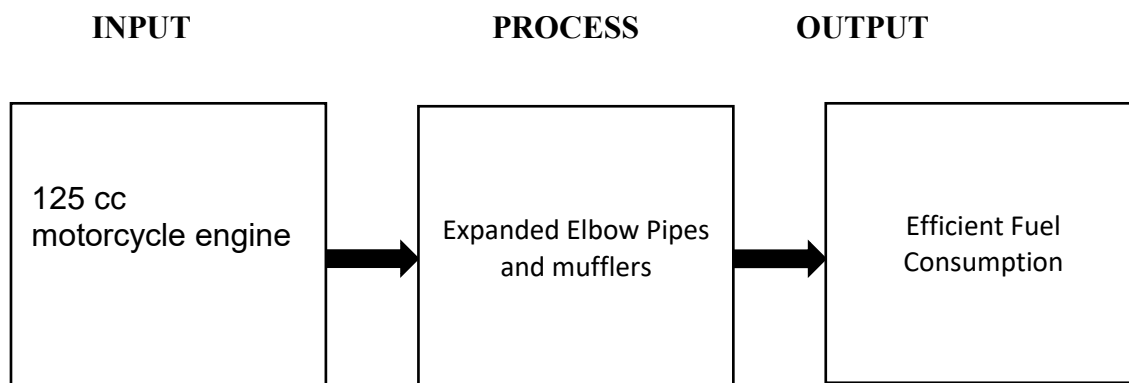 INPUT
PROCESS
OUTPUT
125 cc
motorcycle engine
Expanded Elbow Pipes
and mufflers
Efficient Fuel
Consumption